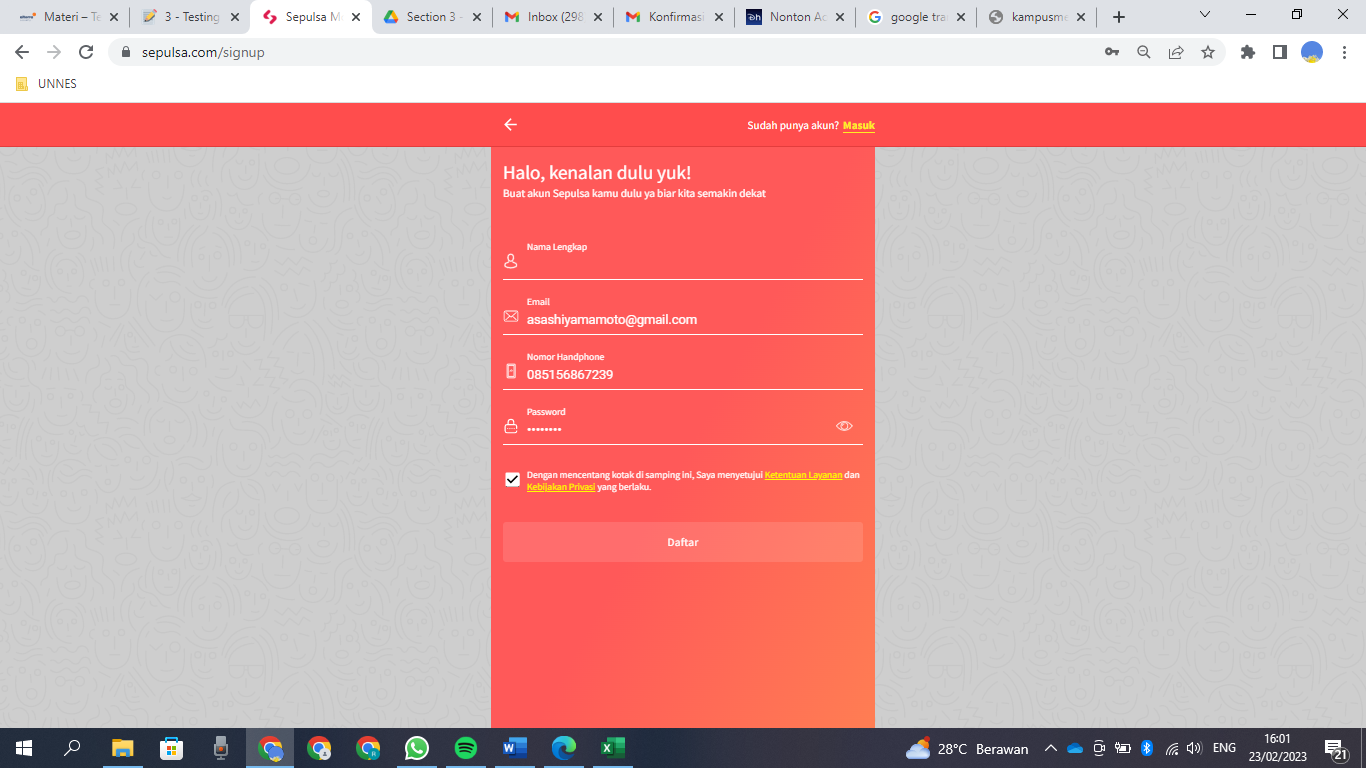 Materi – Te
3 - Testing
Sepulsa Mo
Section 3 -
Inbox (298
Konfirmasi
Nonton Ac
google tra
kampusme
sepulsa.com/signup
UNNES
Sudah punya akun? Masuk
Halo, kenalan dulu yuk!
Buat akun Sepulsa kamu dulu ya biar kita semakin dekat
Nama Lengkap
Email
asashiyamamoto@gmail.com
Nomor Handphone
085156867239
Password
Dengan mencentang kotak di samping ini, Saya menyetujui Ketentuan Layanan dan
Kebijakan Privasi yang berlaku.
Daftar
28°C Berawan
ENG
16:01
23/02/2023
21